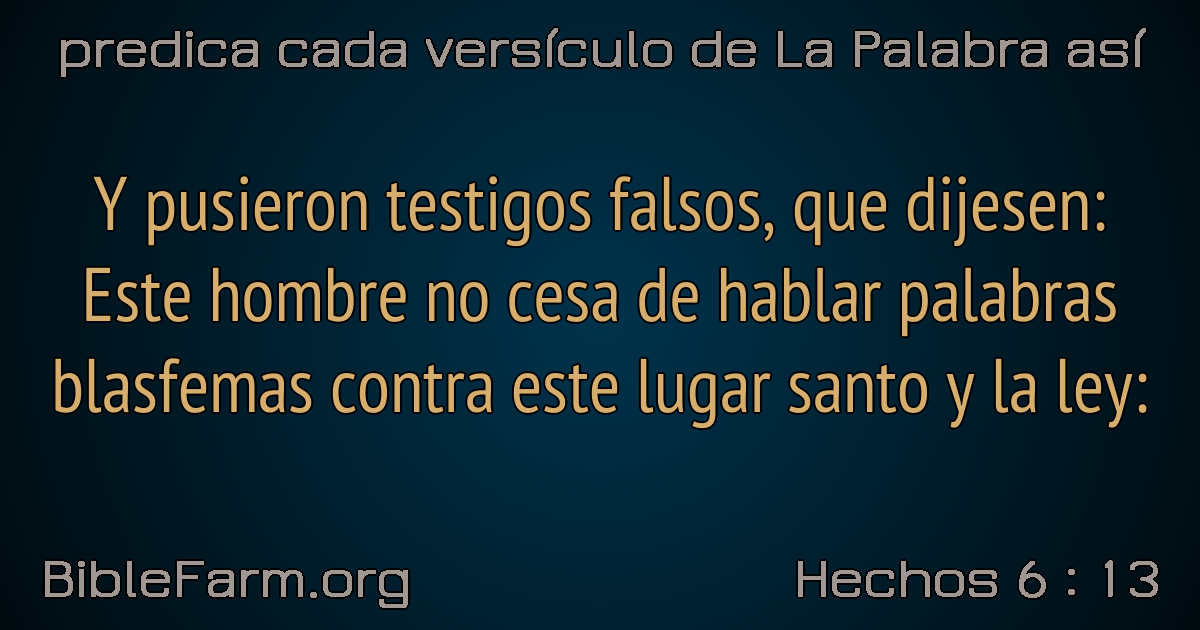 predica cada versículo de La Palabra así
Y pusieron testigos falsos, que dijesen:
Este hombre no cesa de hablar palabras
blasfemas contra este lugar santo y la ley:
BibleFarm.org
Hechos 6 : 13